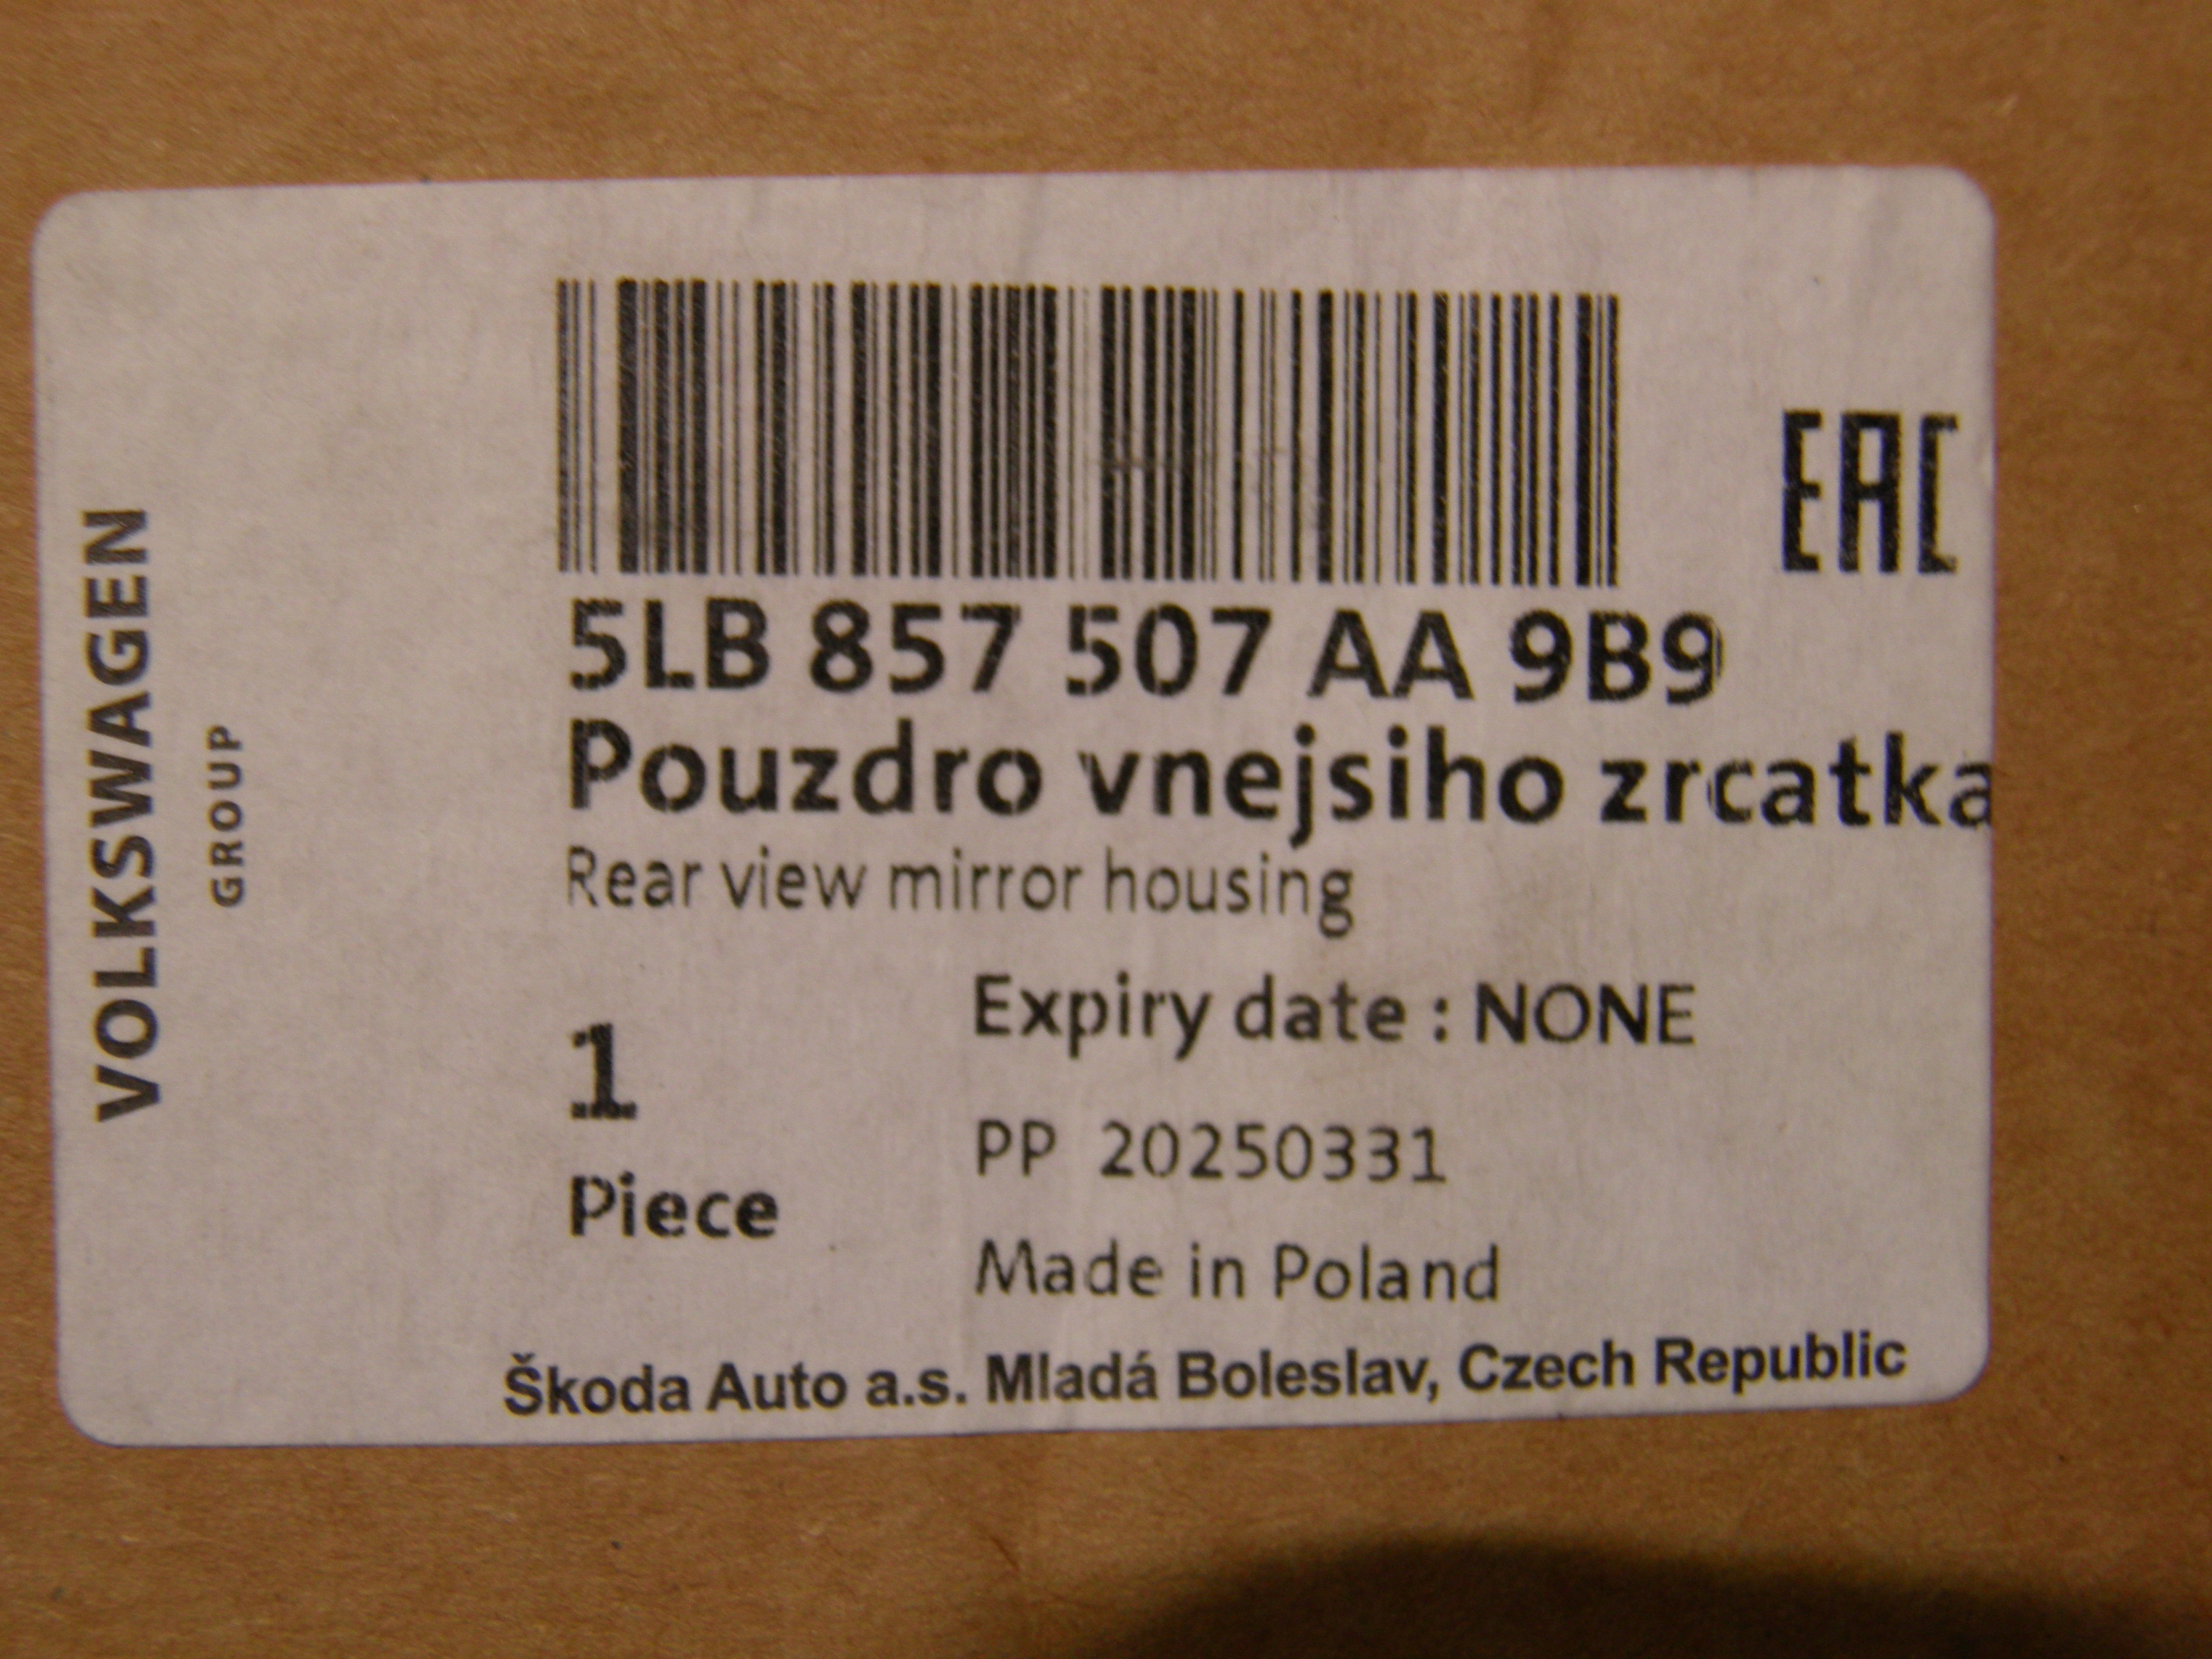 VOLKSWAGEN
GROUP
EAC
5LB 857 507 AA 9B9
Pouzdro vnejsiho zrcatka
Rear view mirror housing
1
Piece
Expiry date : NONE
PP 20250331
Made in Poland
Škoda Auto a.s. Mladá Boleslav, Czech Republic